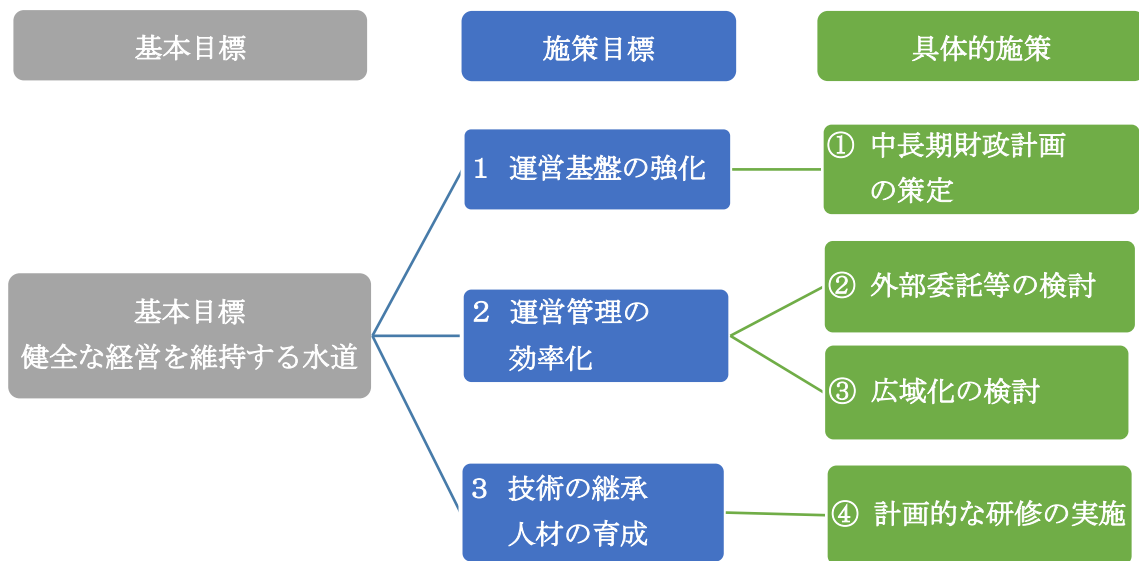 基本目標
施策目標
具体的施策
1 運営基盤の強化
① 中長期財政計画
の策定
基本目標
健全な経営を維持する水道
2 運営管理の
効率化
② 外部委託等の検討
③ 広域化の検討
3 技術の継承
人材の育成
④ 計画的な研修の実施